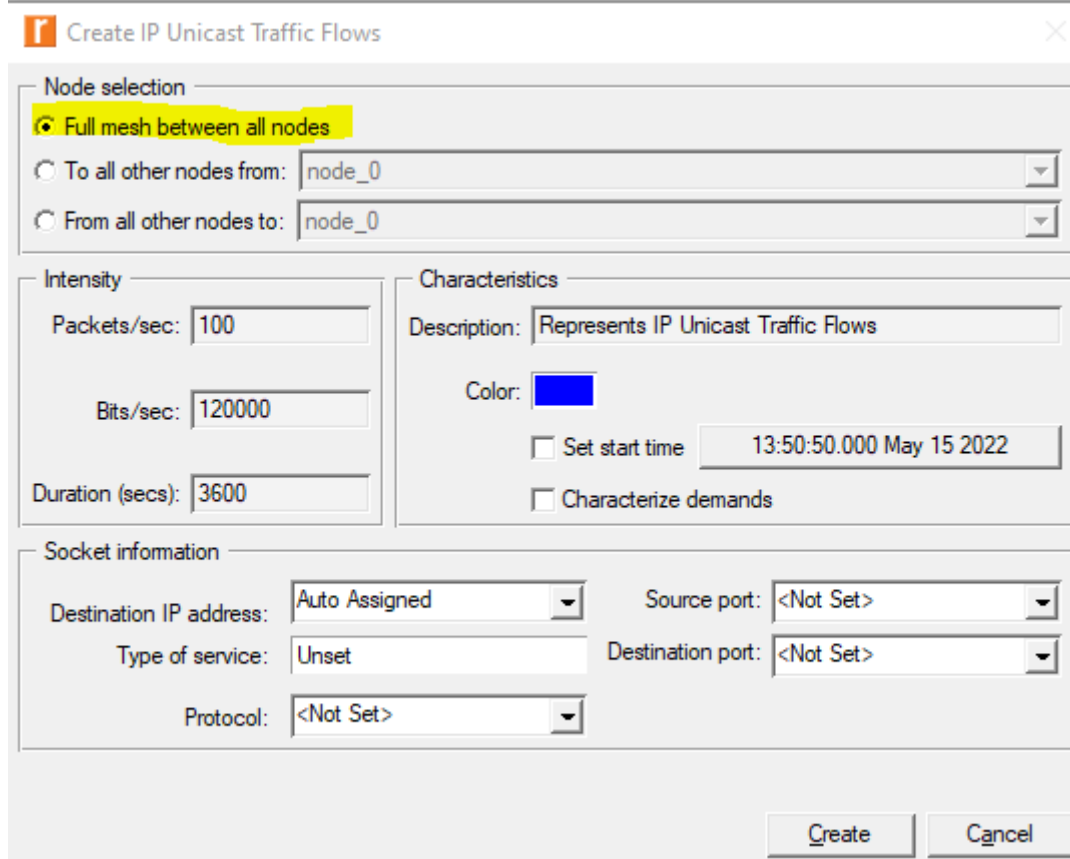 Create IP Unicast Traffic Flows
Node selection
Full mesh between all nodes
To all other nodes from: node_0
From all other nodes to: node_0
Intensity
Packets/sec: 100
Bits/sec: 120000
Duration (secs): 3600
Characteristics
Description: Represents IP Unicast Traffic Flows
Color:
Set start time 13:50:50.000 May 15 2022
Characterize demands
Socket information
Destination IP address: Auto Assigned
Type of service: Unset
Protocol: <Not Set>
Source port: <Not Set>
Destination port: <Not Set>
Create Cancel